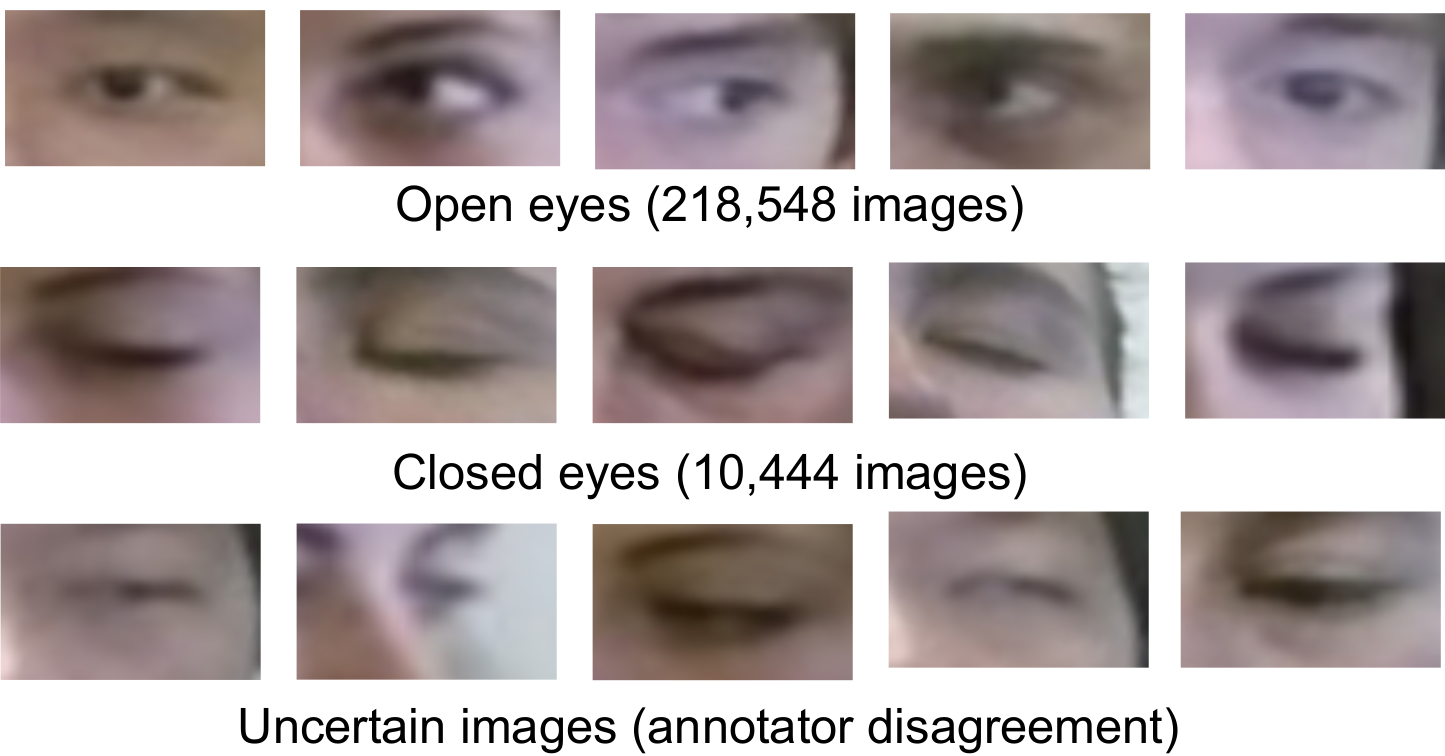 Open eyes (218,548 images)
Closed eyes (10,444 images)
Uncertain images (annotator disagreement)